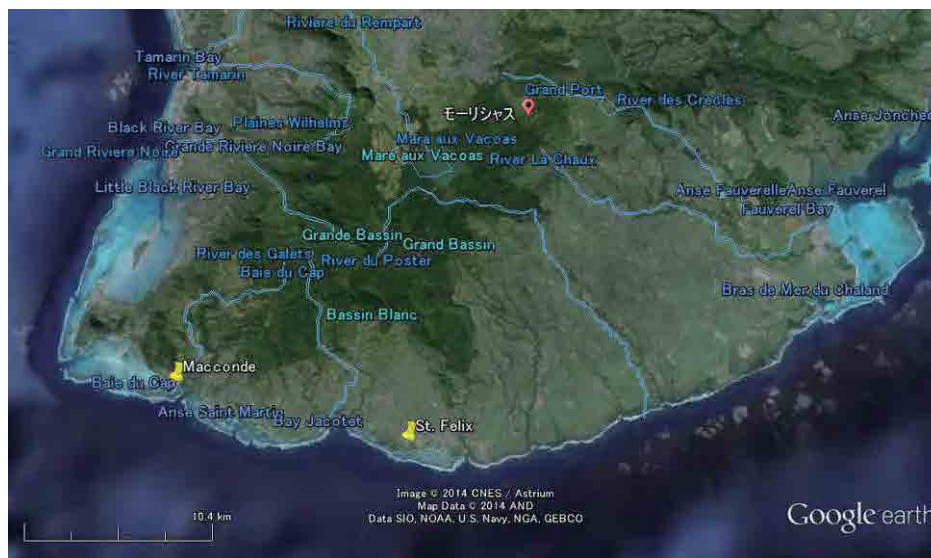 Riviere du Rempart
Tamarin Bay
River Tamarin
Grand Port
モーリシャス
River des Creoles
Anse Jonchee
Black River Bay
Plaines Wilhelms
Grande Riviere Noire Bay
Grand Riviere Noire
Mare aux Vacoas
Mare aux Vacoas
River La Chaux
Little Black River Bay
Anse Fauverelle
Anse Fauverel
Fauverel Bay
Grande Bassin
Grand Bassin
River des Galets
River du Poster
Baie du Cap
Bras de Mer du Chaland
Bassin Blanc
Macconde
Baie du Cap
Anse Saint Martin
Bay Jacotet
St. Felix
Image © 2014 CNES / Astrium
Map Data © 2014 AND
Data SIO, NOAA, U.S. Navy, NGA, GEBCO
10.4 km
Google earth